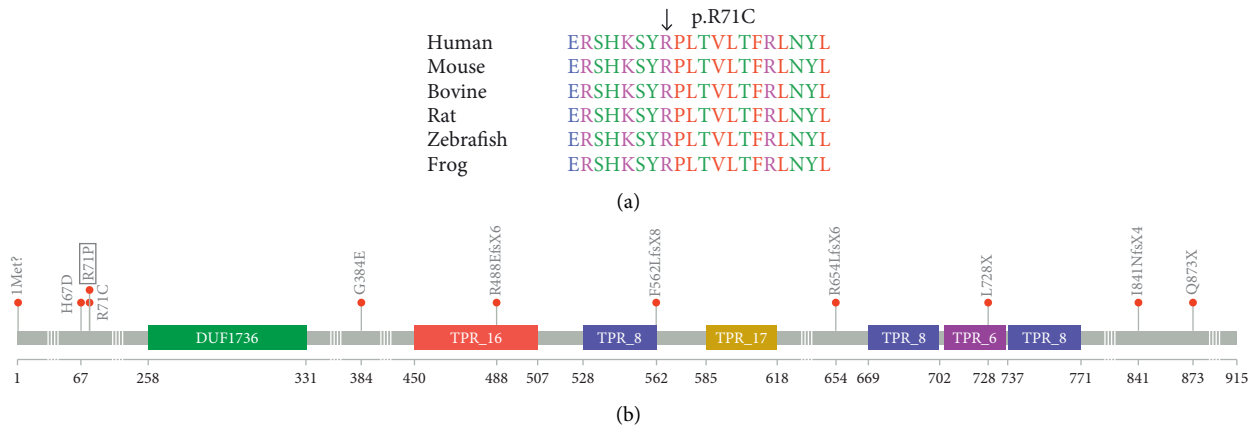 p.R71C
Human ERSHKSYRPLTVLTFRLNYL
Mouse ERSHKSYRPLTVLTFRLNYL
Bovine ERSHKSYRPLTVLTFRLNYL
Rat ERSHKSYRPLTVLTFRLNYL
Zebrafish ERSHKSYRPLTVLTFRLNYL
Frog ERSHKSYRPLTVLTFRLNYL
(a)
1Met?
H67D
R71P
R71C
G384E
R488EfsX6
F562LfsX8
R654LfsX6
L728X
I841NfsX4
Q873X
DUF1736 TPR_16 TPR_8 TPR_17 TPR_8 TPR_6 TPR_8
1 67 258 331 384 450 488 507 528 562 585 618 654 669 702 728 737 771 841 873 915
(b)